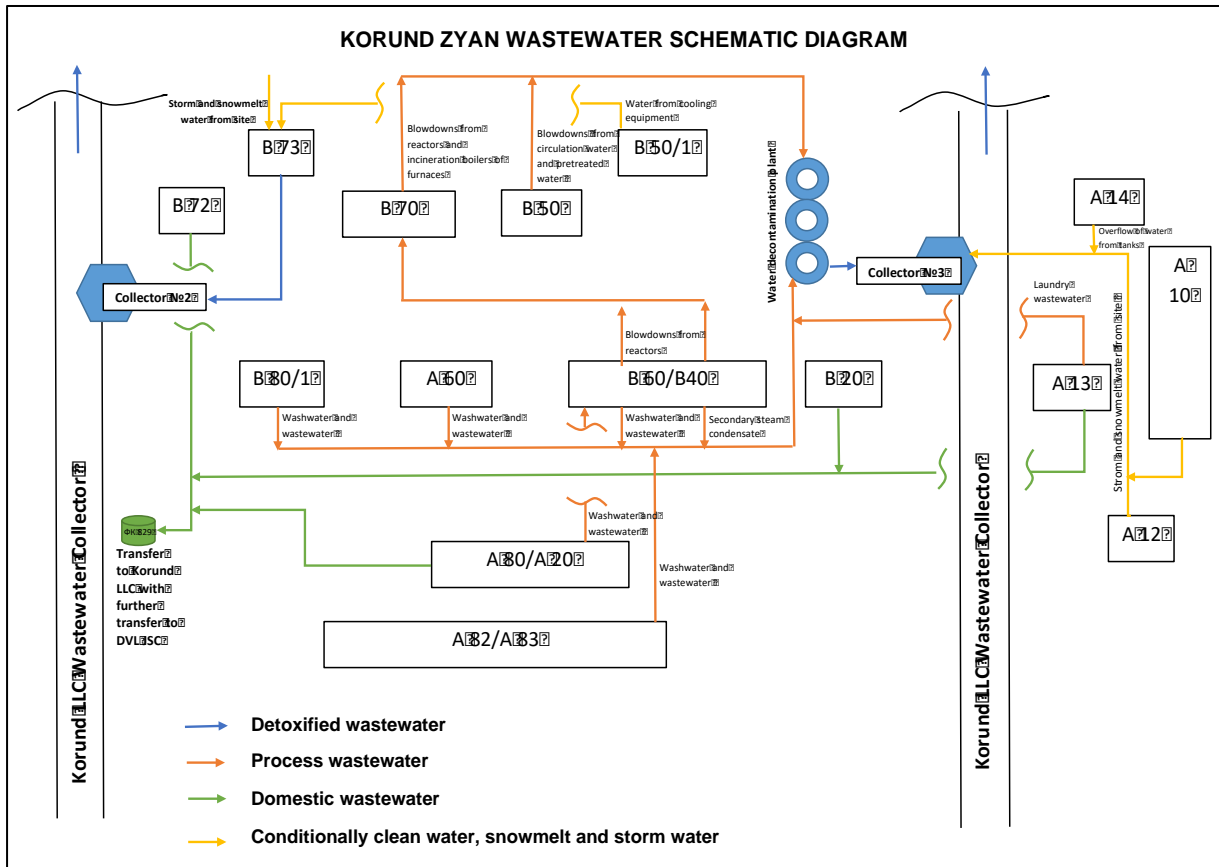 KORUND ZYAN WASTEWATER SCHEMATIC DIAGRAM
Storm and snowmelt
water from site
B 73
B 72
Collector №2
Blowdowns from
reactors and
incineration boilers of
furnaces
B 70
Blowdowns from
circulation water
and pretreated
water
B 50
Water from cooling
equipment
B 50/1
Water decontamination plant
Collector №3
A 14
Overflow of water
from tanks
A
10
Laundry
wastewater
A 13
Strom and snowmelt water from site
A 12
B 80/1
Washwater and
wastewater
A 60
Washwater and
wastewater
Blowdowns from
reactors
B 60/B40
Washwater and
wastewater
Secondary steam
condensate
B 20
Washwater and
wastewater
A 80/A 20
Washwater and
wastewater
A 82/A 83
ФК 829
Transfer
to Korund
LLC with
further
transfer to
DVL JSC
Korund LLC Wastewater Collector
Korund LLC Wastewater Collector
Detoxified wastewater
Process wastewater
Domestic wastewater
Conditionally clean water, snowmelt and storm water